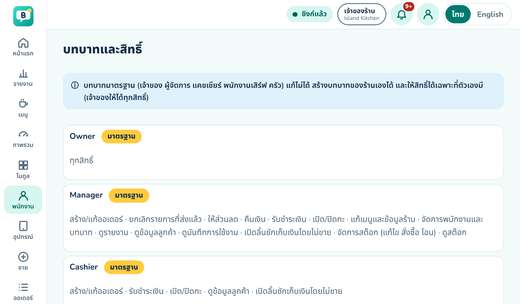 B
ซิงก์แล้ว
เจ้าของร้าน
Island Kitchen
9+
ไทย
English
หน้าแรก
รายงาน
เมนู
ภาพรวม
โมดูล
พนักงาน
อุปกรณ์
ขาย
ออเดอร์
บทบาทและสิทธิ์
บทบาทมาตรฐาน (เจ้าของ ผู้จัดการ แคชเชียร์ พนักงานเสิร์ฟ ครัว) แก้ไม่ได้ สร้างบทบาทของร้านเองได้ และให้สิทธิ์ได้เฉพาะที่ตัวเองมี
(เจ้าของให้ได้ทุกสิทธิ์)
Owner มาตรฐาน
ทุกสิทธิ์
Manager มาตรฐาน
สร้าง/แก้ออเดอร์ · ยกเลิกรายการที่ส่งแล้ว · ให้ส่วนลด · คืนเงิน · รับชำระเงิน · เปิด/ปิดกะ · แก้เมนูและข้อมูลร้าน · จัดการพนักงานและ
บทบาท · ดูรายงาน · ดูข้อมูลลูกค้า · ดูบันทึกการใช้งาน · เปิดลิ้นชักเก็บเงินโดยไม่ขาย · จัดการสต็อก (แก้ไข สั่งซื้อ โอน) · ดูสต็อก
Cashier มาตรฐาน
สร้าง/แก้ออเดอร์ · รับชำระเงิน · เปิด/ปิดกะ · ดูข้อมูลลูกค้า · เปิดลิ้นชักเก็บเงินโดยไม่ขาย